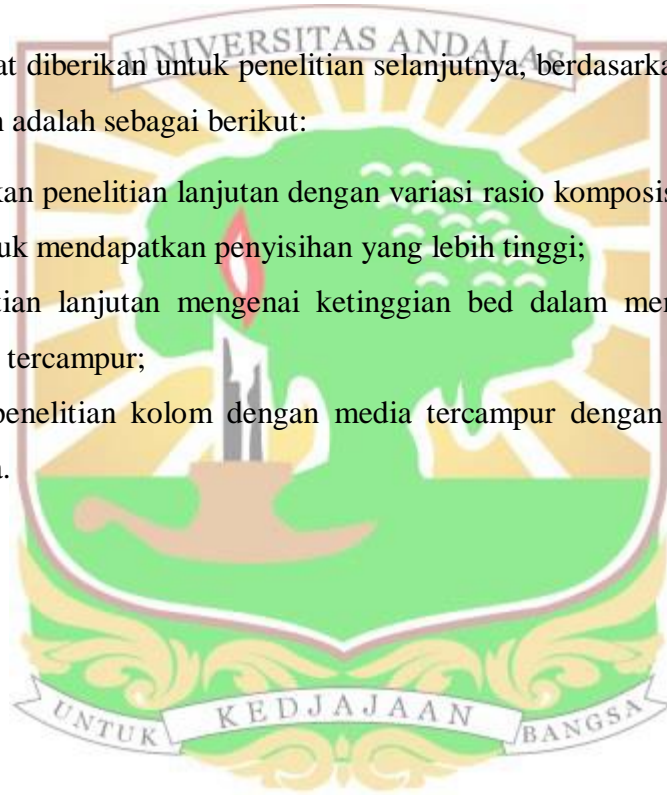 UNIVERSITAS ANDALAS
at diberikan untuk penelitian selanjutnya, berdasarka
adalah sebagai berikut:
kan penelitian lanjutan dengan variasi rasio komposis
uk mendapatkan penyisihan yang lebih tinggi;
tian lanjutan mengenai ketinggian bed dalam mer
tercampur;
penelitian kolom dengan media tercampur dengan
UNTUK KEDJAJAAN BANGSA